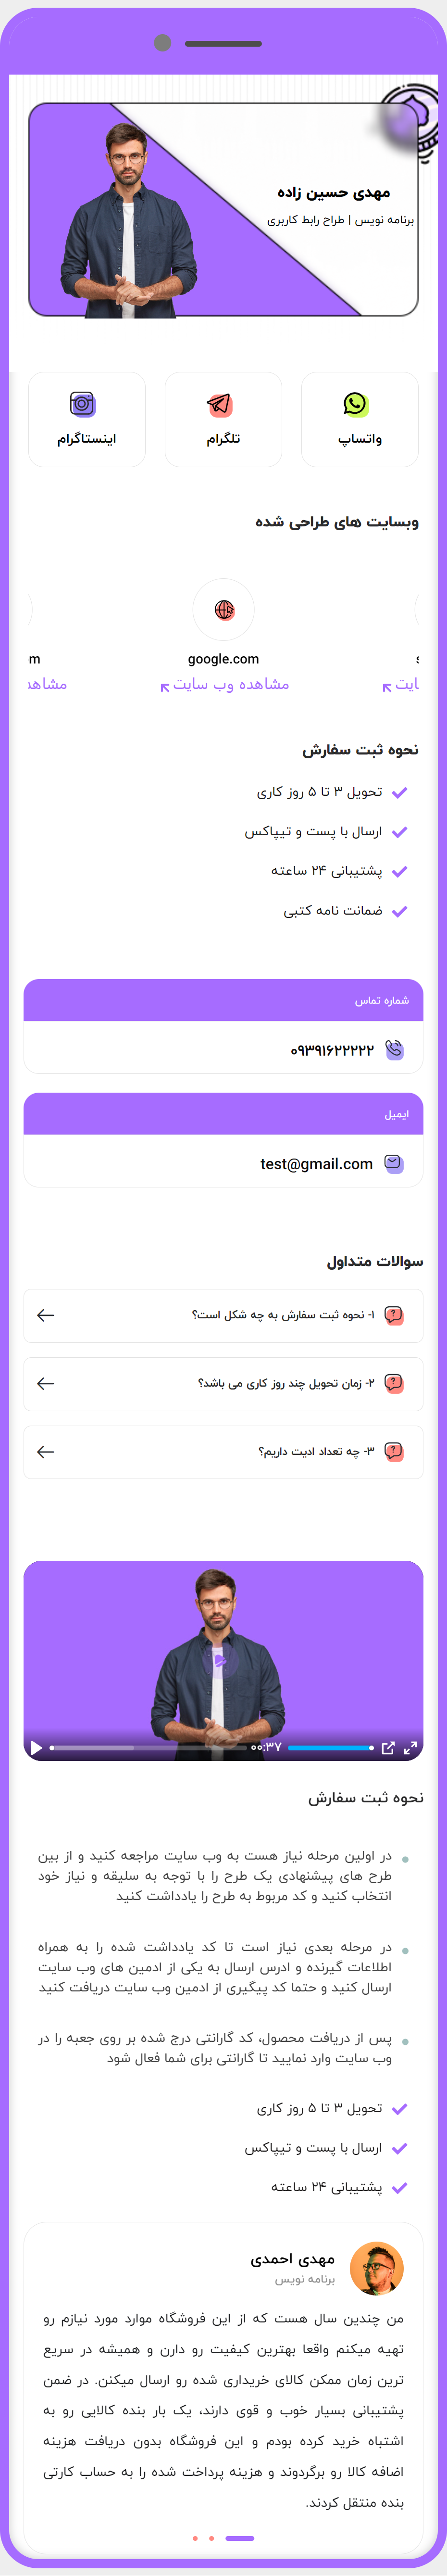 مهدی حسین زاده
برنامه نویس | طراح رابط کاربری
واتساپ
تلگرام
اینستاگرام
وبسایت های طراحی شده
google.com
m
مشاهده وب سایت
ایت
مشاهد
نحوه ثبت سفارش
تحویل ۳ تا ۵ روز کاری
ارسال با پست و تیپاکس
پشتیبانی ۲۴ ساعته
ضمانت نامه کتبی
شماره تماس
۰۹۳۹۱۶۲۲۲۲۲
ایمیل
test@gmail.com
سوالات متداول
۱- نحوه ثبت سفارش به چه شکل است؟
۲- زمان تحویل چند روز کاری می باشد؟
۳- چه تعداد ادیت داریم؟
۰۰:۳۷
نحوه ثبت سفارش
در اولین مرحله نیاز هست به وب سایت مراجعه کنید و از بین
طرح های پیشنهادی یک طرح را با توجه به سلیقه و نیاز خود
انتخاب کنید و کد مربوط به طرح را یادداشت کنید
در مرحله بعدی نیاز است تا کد یادداشت شده را به همراه
اطلاعات گیرنده و ادرس ارسال به یکی از ادمین های وب سایت
ارسال کنید و حتما کد پیگیری از ادمین وب سایت دریافت کنید
پس از دریافت محصول، کد گارانتی درج شده بر روی جعبه را در
وب سایت وارد نمایید تا گارانتی برای شما فعال شود
تحویل ۳ تا ۵ روز کاری
ارسال با پست و تیپاکس
پشتیبانی ۲۴ ساعته
مهدی احمدی
برنامه نویس
من چندین سال هست که از این فروشگاه موارد مورد نیازم رو
تهیه میکنم واقعا بهترین کیفیت رو دارن و همیشه در سریع
ترین زمان ممکن کالای خریداری شده رو ارسال میکنن. در ضمن
پشتیبانی بسیار خوب و قوی دارند، یک بار بنده کالایی رو به
اشتباه خرید کرده بودم و این فروشگاه بدون دریافت هزینه
اضافه کالا رو برگردوند و هزینه پرداخت شده را به حساب کارتی
بنده منتقل کردند.